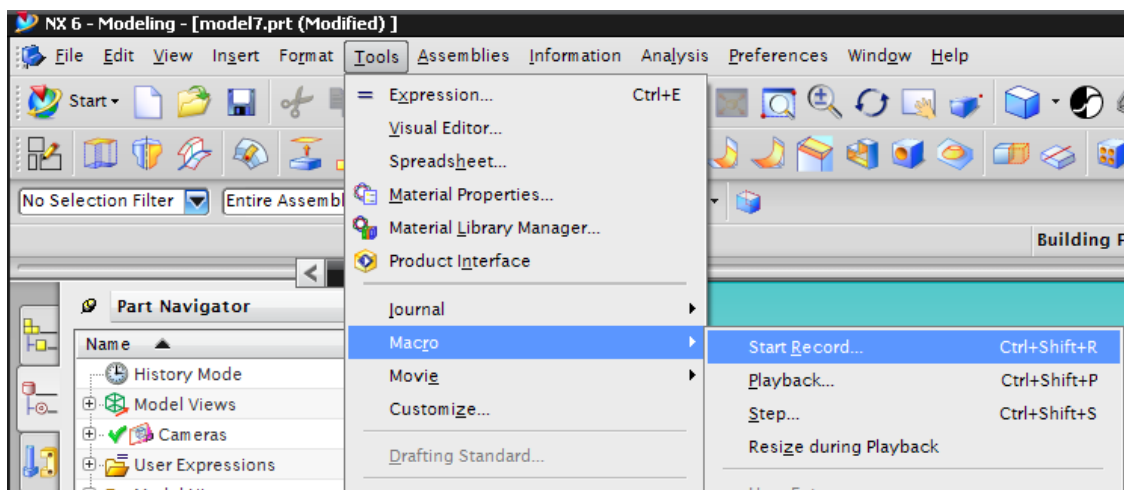 NX 6 - Modeling - [model7.prt (Modified) ]
File Edit View Insert Format Tools Assemblies Information Analysis Preferences Window Help
Start
No Selection Filter Entire Assembl
Building
Expression... Ctrl+E
Visual Editor...
Spreadsheet...
Material Properties...
Material Library Manager...
Product Interface
Journal
Macro
Movie
Customize...
Drafting Standard...
Start Record... Ctrl+Shift+R
Playback... Ctrl+Shift+P
Step... Ctrl+Shift+S
Resize during Playback
Part Navigator
Name
History Mode
Model Views
Cameras
User Expressions